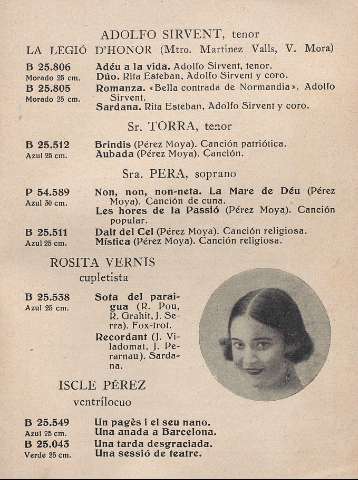 ADOLFO SIRVENT, tenor
LA LEGIÓ D'HONOR (Mtro. Martínez Valls, V. Mora)
B 25.806 Adéu a la vida. Adolfo Sirvent, tenor.
Morado 25 cm. Dúo. Rita Esteban, Adolfo Sirvent y coro.
B 25.805 Romanza. «Bella contrada de Normandia». Adolfo
Morado 25 cm. Sirvent.
Sardana. Rita Esteban, Adolfo Sirvent y coro.
Sr. TORRA, tenor
B 25.512 Brindis (Pérez Moya). Canción patriótica.
Azul 25 cm. Aubada (Pérez Moya). Canción.
Sra. PERA, soprano
P 54.589 Non, non, non-neta. La Mare de Déu (Pérez
Azul 30 cm. Moya). Canción de cuna.
Les hores de la Passió (Pérez Moya). Canción
popular.
B 25.511 Dalt del Cel (Pérez Moya). Canción religiosa.
Azul 25 cm. Mística (Pérez Moya). Canción religiosa.
ROSITA VERNIS
cupletista
B 25.538 Sota del parai-
Azul 25 cm. gua (R. Pou,
R. Grahit, J. Se-
rra). Fox-trot.
Recordant (J. Vi-
ladomat, J. Pe-
rarnau). Sarda-
na.
ISCLE PÉREZ
ventrílocuo
B 25.549 Un pagès i el seu nano.
Azul 25 cm. Una anada a Barcelona.
B 25.043 Una tarda desgraciada.
Verde 25 cm. Una sessió de teatre.